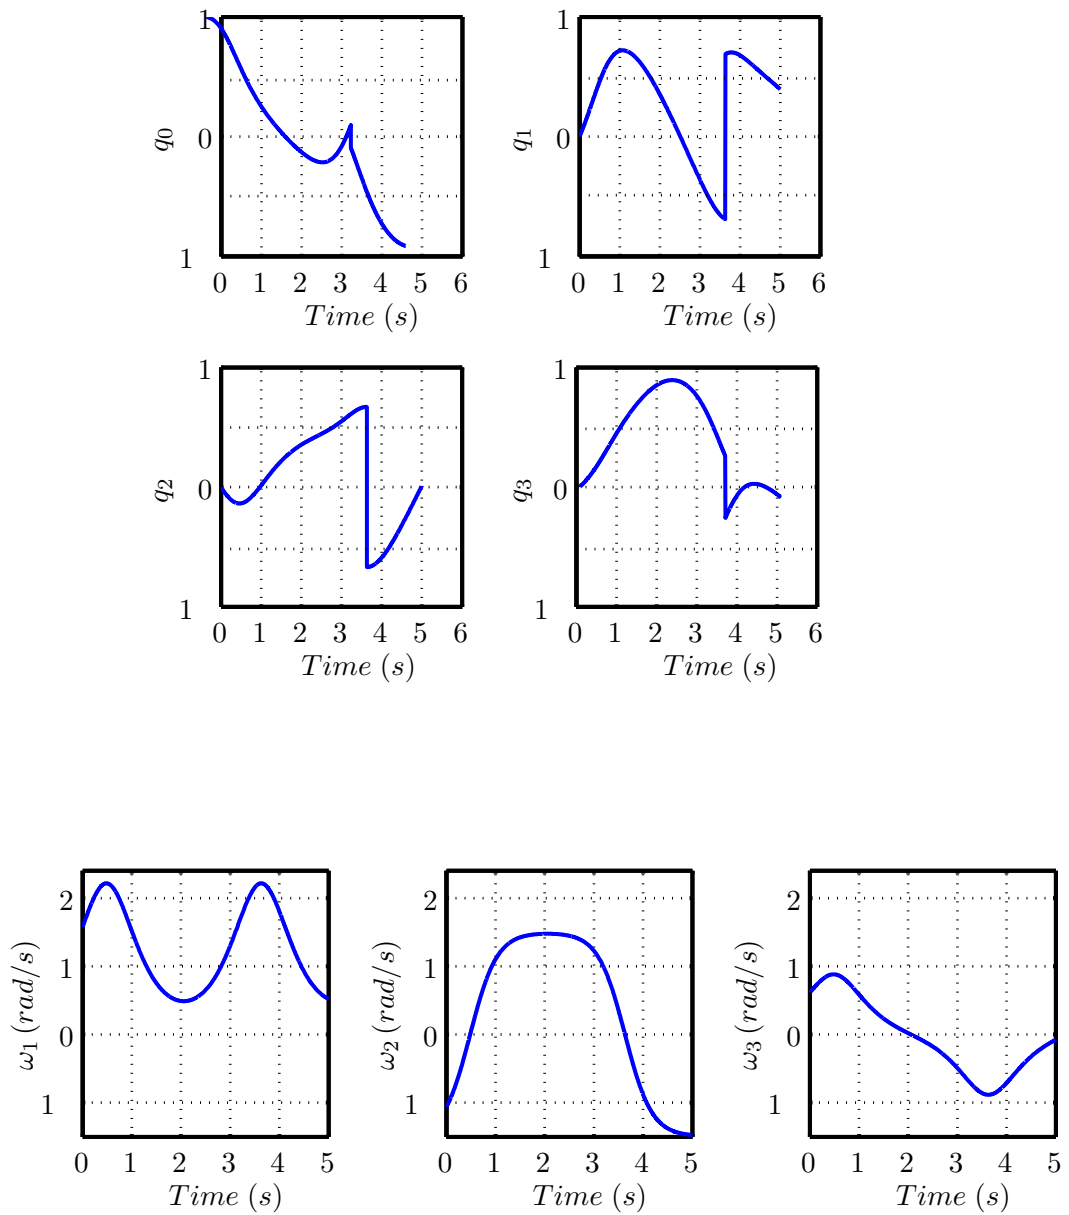 1 1
q0 0 q1 0
1 1
0 1 2 3 4 5 6 0 1 2 3 4 5 6
Time (s) Time (s)
1 1
q2 0 q3 0
1 1
0 1 2 3 4 5 6 0 1 2 3 4 5 6
Time (s) Time (s)
2 2 2
1 1 1
ω1 (rad/s) 0 ω2 (rad/s) 0 ω3 (rad/s) 0
1 1 1
0 1 2 3 4 5 0 1 2 3 4 5 0 1 2 3 4 5
Time (s) Time (s) Time (s)